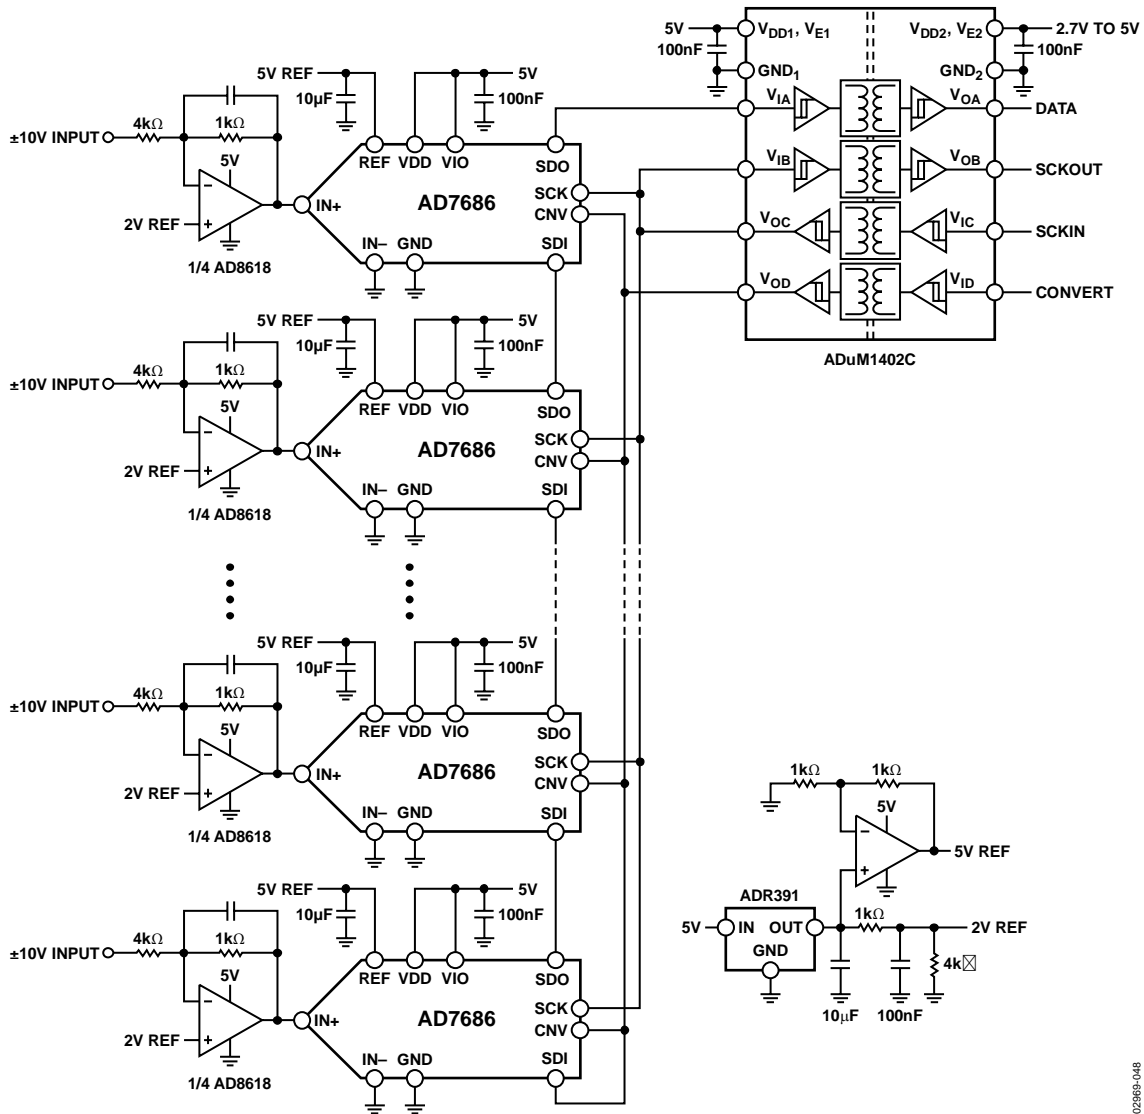 5V
100nF
VDD1, VE1
GND1
VDD2, VE2
2.7V TO 5V
100nF
GND2
VIA
VOA
DATA
VIB
VOB
SCKOUT
VOC
VIC
SCKIN
VOD
VID
CONVERT
ADuM1402C
5V REF
10µF
5V
100nF
±10V INPUT
4kΩ
1kΩ
5V
–
+
2V REF
1/4 AD8618
REF
VDD
VIO
SDO
IN+
AD7686
SCK
CNV
IN–
GND
SDI
5V REF
10µF
5V
100nF
±10V INPUT
4kΩ
1kΩ
5V
–
+
2V REF
1/4 AD8618
REF
VDD
VIO
SDO
IN+
AD7686
SCK
CNV
IN–
GND
SDI
5V REF
10µF
5V
100nF
±10V INPUT
4kΩ
1kΩ
5V
–
+
2V REF
1/4 AD8618
REF
VDD
VIO
SDO
IN+
AD7686
SCK
CNV
IN–
GND
SDI
5V REF
10µF
5V
100nF
±10V INPUT
4kΩ
1kΩ
5V
–
+
2V REF
1/4 AD8618
REF
VDD
VIO
SDO
IN+
AD7686
SCK
CNV
IN–
GND
SDI
1kΩ
1kΩ
5V
–
+
5V REF
ADR391
5V
IN
OUT
GND
1kΩ
2V REF
10µF
100nF
4k☒
02969-048